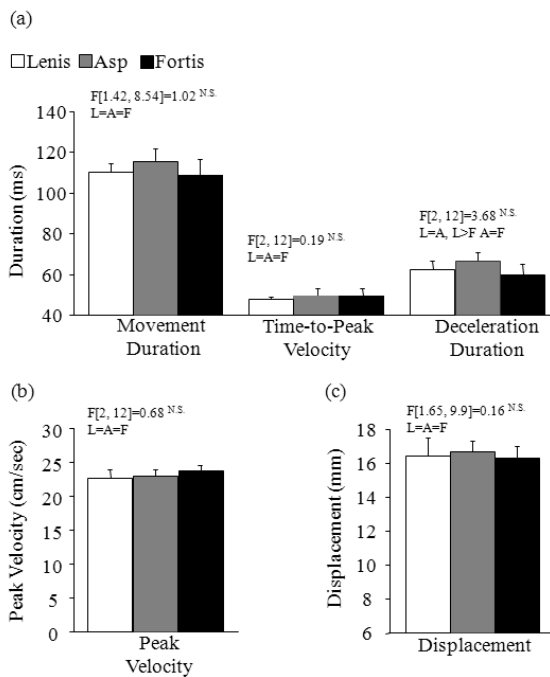 (a)
Lenis Asp Fortis
F[1.42, 8.54]=1.02 N.S.
L=A=F
F[2, 12]=0.19 N.S.
L=A=F
F[2, 12]=3.68 N.S.
L=A, L>F A=F
Duration (ms)
140
120
100
80
60
40
Movement Duration
Time-to-Peak Velocity
Deceleration Duration
(b)
F[2, 12]=0.68 N.S.
L=A=F
Peak Velocity (cm/sec)
30
25
20
15
10
5
0
Peak Velocity
(c)
F[1.65, 9.9]=0.16 N.S.
L=A=F
Displacement (mm)
18
16
14
12
10
8
6
Displacement